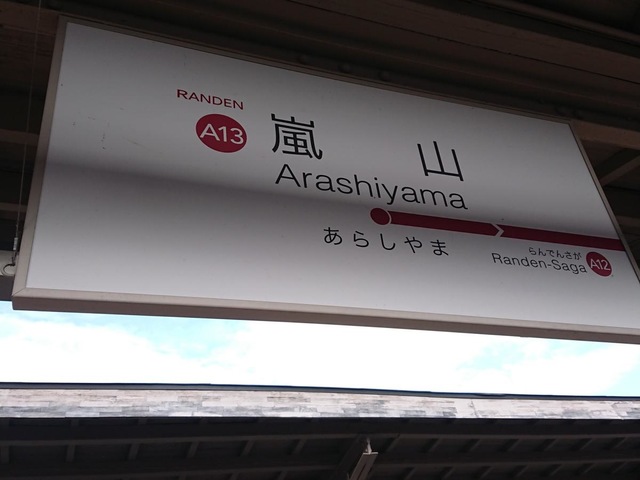 RANDEN
A13
嵐山
Arashiyama
あらしやま
らんでんさが
Randen-Saga
A12